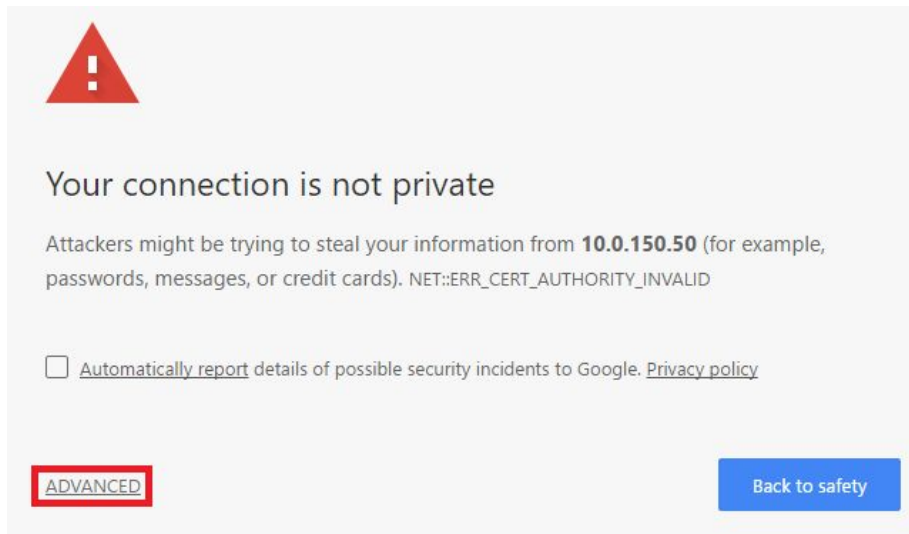 Your connection is not private
Attackers might be trying to steal your information from 10.0.150.50 (for example,
passwords, messages, or credit cards). NET::ERR_CERT_AUTHORITY_INVALID
Automatically report details of possible security incidents to Google. Privacy policy
ADVANCED
Back to safety